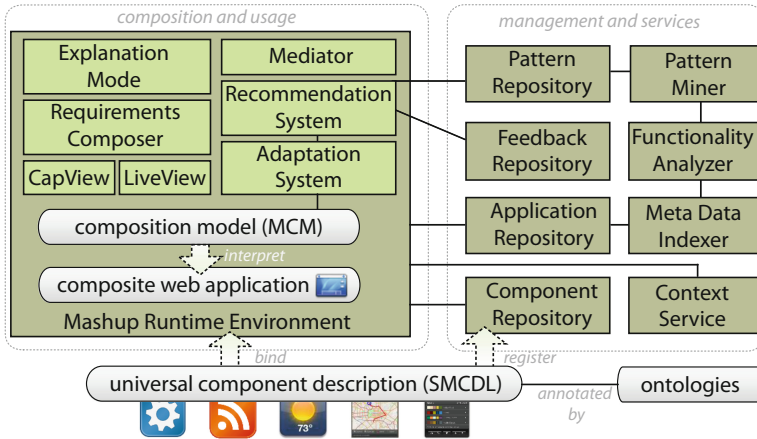 composition and usage
management and services
Explanation
Mode
Mediator
Requirements
Composer
Recommendation
System
CapView
LiveView
Adaptation
System
composition model (MCM)
interpret
composite web application
Mashup Runtime Environment
Pattern
Repository
Pattern
Miner
Feedback
Repository
Functionality
Analyzer
Application
Repository
Meta Data
Indexer
Component
Repository
Context
Service
bind
register
universal component description (SMCDL)
annotated
by
ontologies
73°